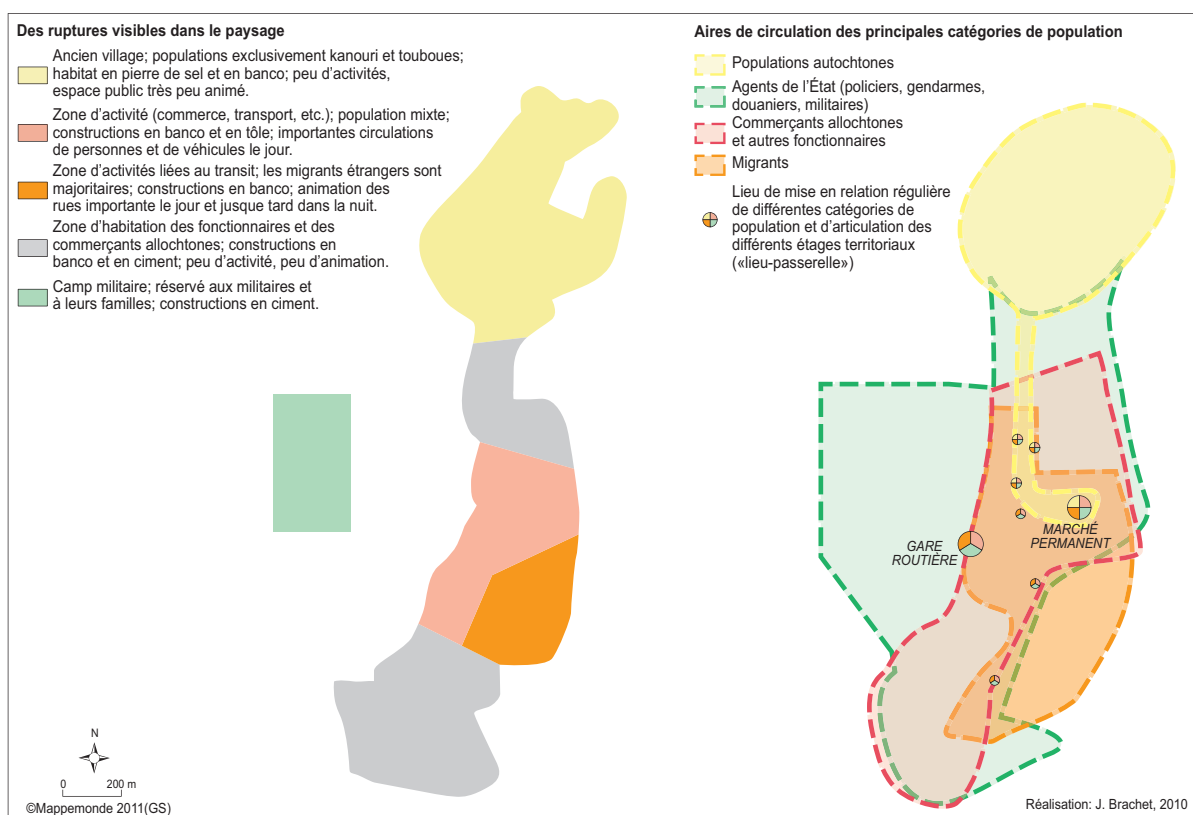 Des ruptures visibles dans le paysage
Ancien village; populations exclusivement kanouri et touboues;
habitat en pierre de sel et en banco; peu d'activités,
espace public très peu animé.
Zone d'activité (commerce, transport, etc.); population mixte;
constructions en banco et en tôle; importantes circulations
de personnes et de véhicules le jour.
Zone d'activités liées au transit; les migrants étrangers sont
majoritaires; constructions en banco; animation des
rues importante le jour et jusque tard dans la nuit.
Zone d'habitation des fonctionnaires et des
commerçants allochtones; constructions en
banco et en ciment; peu d'activité, peu d'animation.
Camp militaire; réservé aux militaires et
à leurs familles; constructions en ciment.
N
0 200 m
©Mappemonde 2011(GS)
Aires de circulation des principales catégories de population
Populations autochtones
Agents de l'État (policiers, gendarmes,
douaniers, militaires)
Commerçants allochtones
et autres fonctionnaires
Migrants
Lieu de mise en relation régulière
de différentes catégories de
population et d'articulation des
différents étages territoriaux
(«lieu-passerelle»)
MARCHÉ
PERMANENT
GARE
ROUTIÈRE
Réalisation: J. Brachet, 2010